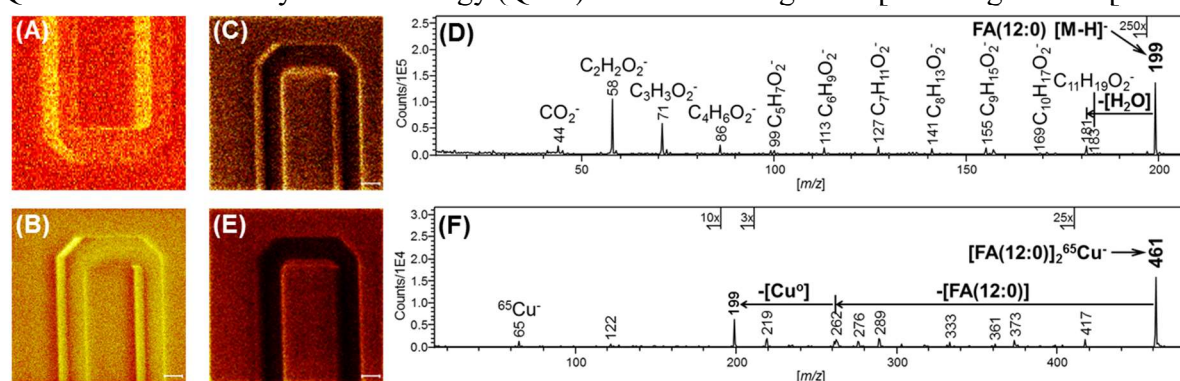 (A)
(C)
(B)
(E)
(D)
Counts/1E5
2.5
2.0
1.5
1.0
0.5
0.0
CO₂⁻
44
C₂H₂O₂⁻
58
C₃H₃O₂⁻
71
C₄H₆O₂⁻
86
99 C₅H₇O₂⁻
113 C₆H₉O₂⁻
127 C₇H₁₁O₂⁻
141 C₈H₁₃O₂⁻
155 C₉H₁₅O₂⁻
169 C₁₀H₁₇O₂⁻
C₁₁H₁₉O₂⁻
181
183
-[H₂O]
FA(12:0) [M-H]⁻
250x
199
50 100 150 200
[m/z]
(F)
Counts/1E4
3.0
2.5
2.0
1.5
1.0
0.5
0.0
10x
3x
25x
[FA(12:0)]₂⁶⁵Cu⁻
461
-[Cuº]
-[FA(12:0)]
⁶⁵Cu⁻
65
122
199
219
262
276
289
333
361
373
417
100 200 300 400
[m/z]